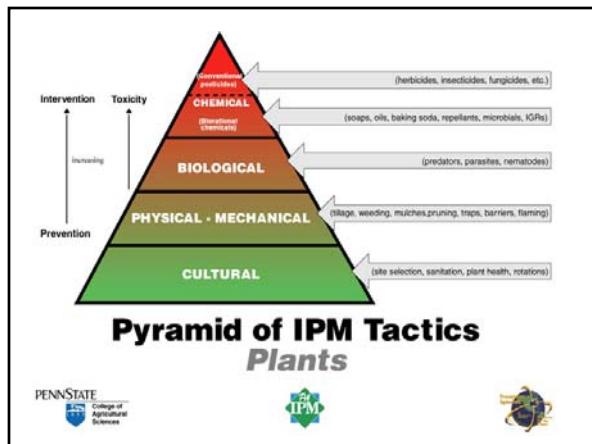 (Conventional
pesticides)
(herbicides, insecticides, fungicides, etc.)
Intervention
Toxicity
CHEMICAL
(Biorational
chemicals)
(soaps, oils, baking soda, repellants, microbials, IGRs)
increasing
BIOLOGICAL
(predators, parasites, nematodes)
PHYSICAL - MECHANICAL
(tillage, weeding, mulches,pruning, traps, barriers, flaming)
Prevention
CULTURAL
(site selection, sanitation, plant health, rotations)
Pyramid of IPM Tactics
Plants
PENNSTATE
College of
Agricultural
Sciences
IPM